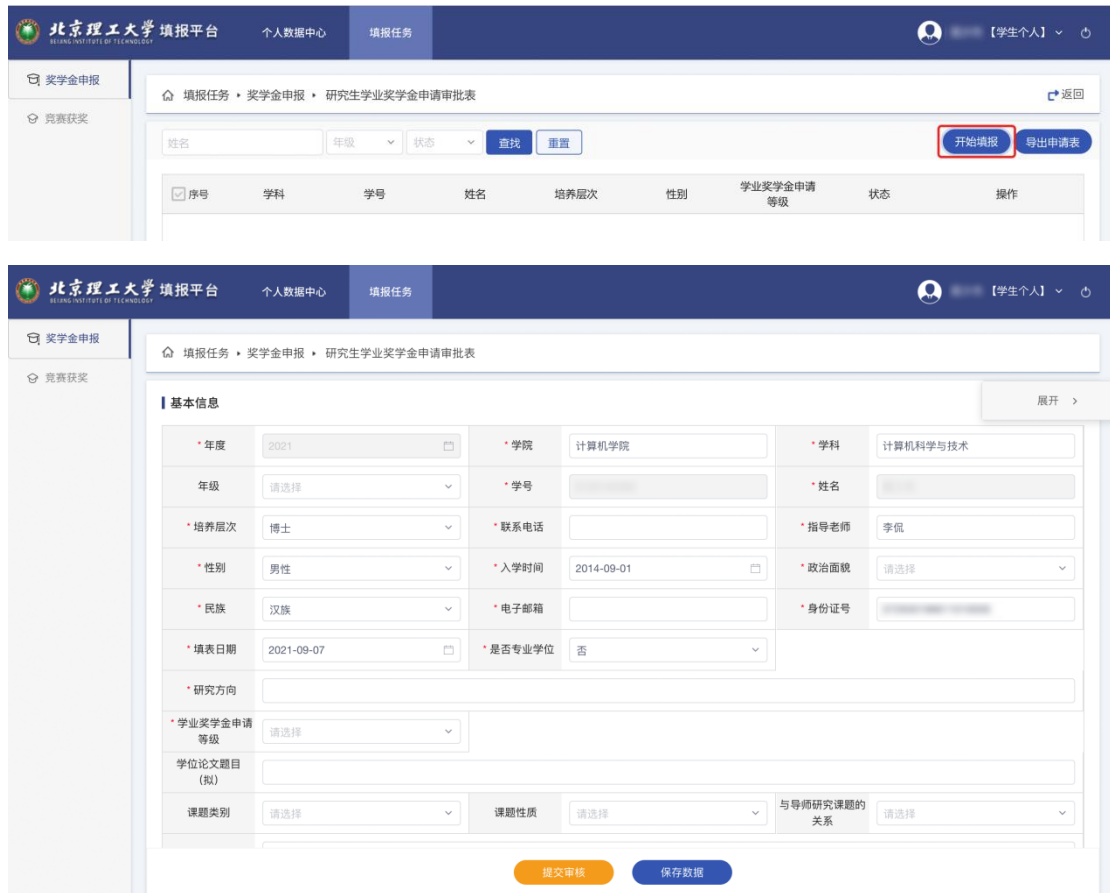 北京理工大学 填报平台 个人数据中心 填报任务 【学生个人】
BEIJING INSTITUTE OF TECHNOLOGY
奖学金申报
竞赛获奖
填报任务 奖学金申报 研究生学业奖学金申请审批表 返回
姓名 年级 状态 查找 重置 开始填报 导出申请表
序号 学科 学号 姓名 培养层次 性别 学业奖学金申请 状态 操作
等级
北京理工大学 填报平台 个人数据中心 填报任务 【学生个人】
BEIJING INSTITUTE OF TECHNOLOGY
奖学金申报
竞赛获奖
填报任务 奖学金申报 研究生学业奖学金申请审批表
基本信息 展开
*年度 2021 *学院 计算机学院 *学科 计算机科学与技术
年级 请选择 *学号 *姓名
*培养层次 博士 *联系电话 *指导老师 李侃
*性别 男性 *入学时间 2014-09-01 *政治面貌 请选择
*民族 汉族 *电子邮箱 *身份证号
*填表日期 2021-09-07 *是否专业学位 否
*研究方向
*学业奖学金申请
等级 请选择
学位论文题目
(拟)
课题类别 请选择 课题性质 请选择 与导师研究课题的
关系 请选择
提交审核 保存数据